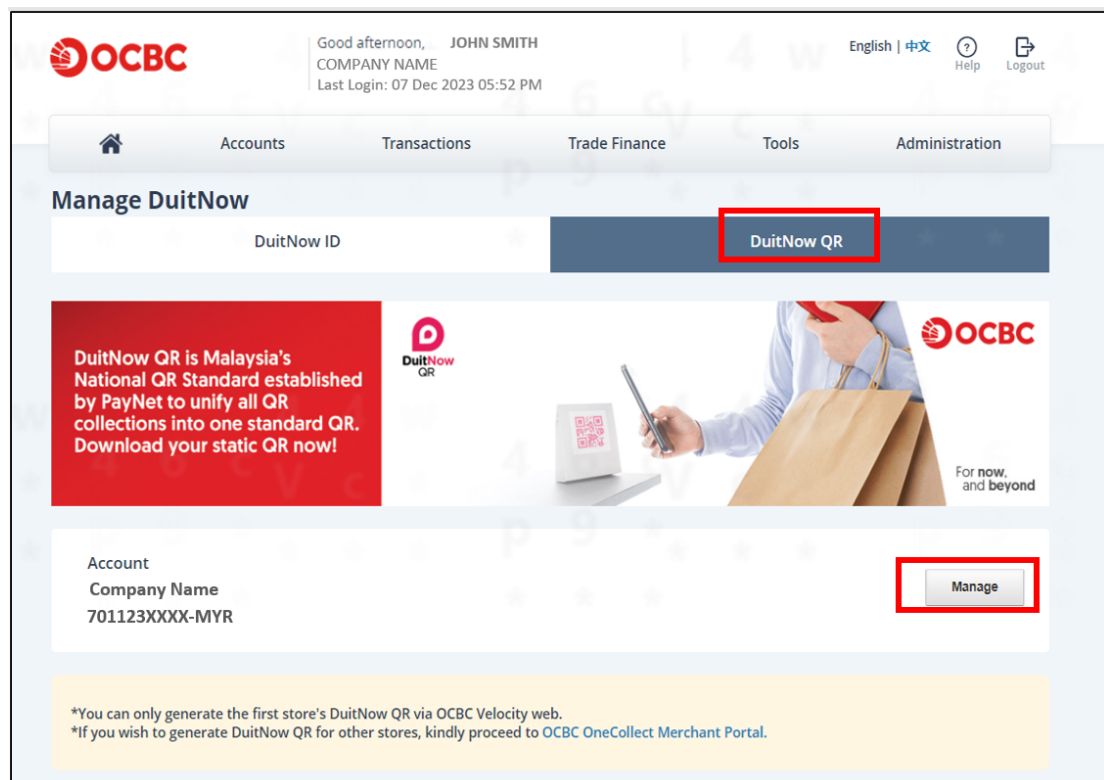 OCBC
Good afternoon, JOHN SMITH
COMPANY NAME
Last Login: 07 Dec 2023 05:52 PM
English | 中文
?
Help
Logout
Accounts
Transactions
Trade Finance
Tools
Administration
Manage DuitNow
DuitNow ID
DuitNow QR
DuitNow QR is Malaysia's
National QR Standard established
by PayNet to unify all QR
collections into one standard QR.
Download your static QR now!
DuitNow
QR
OCBC
For now,
and beyond
Account
Company Name
701123XXXX-MYR
Manage
*You can only generate the first store's DuitNow QR via OCBC Velocity web.
*If you wish to generate DuitNow QR for other stores, kindly proceed to OCBC OneCollect Merchant Portal.